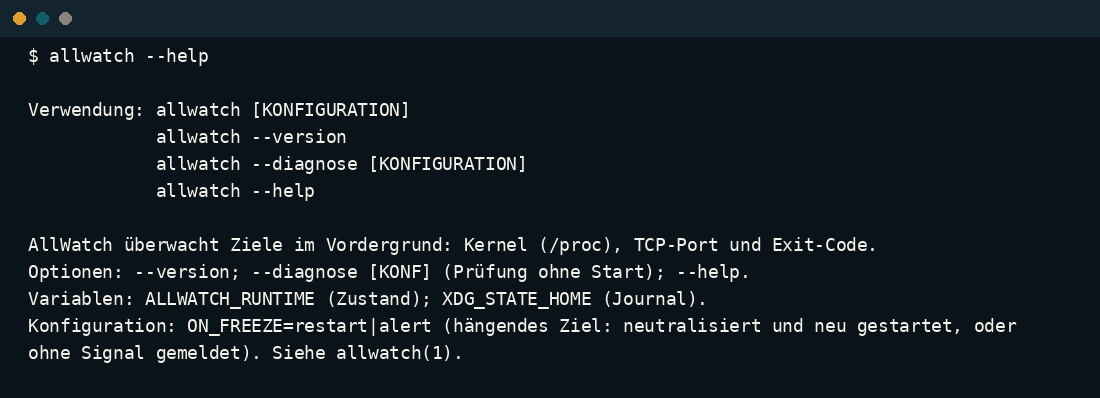 $ allwatch --help
Verwendung: allwatch [KONFIGURATION]
allwatch --version
allwatch --diagnose [KONFIGURATION]
allwatch --help
AllWatch überwacht Ziele im Vordergrund: Kernel (/proc), TCP-Port und Exit-Code.
Optionen: --version; --diagnose [KONF] (Prüfung ohne Start); --help.
Variablen: ALLWATCH_RUNTIME (Zustand); XDG_STATE_HOME (Journal).
Konfiguration: ON_FREEZE=restart|alert (hängendes Ziel: neutralisiert und neu gestartet, oder
ohne Signal gemeldet). Siehe allwatch(1).